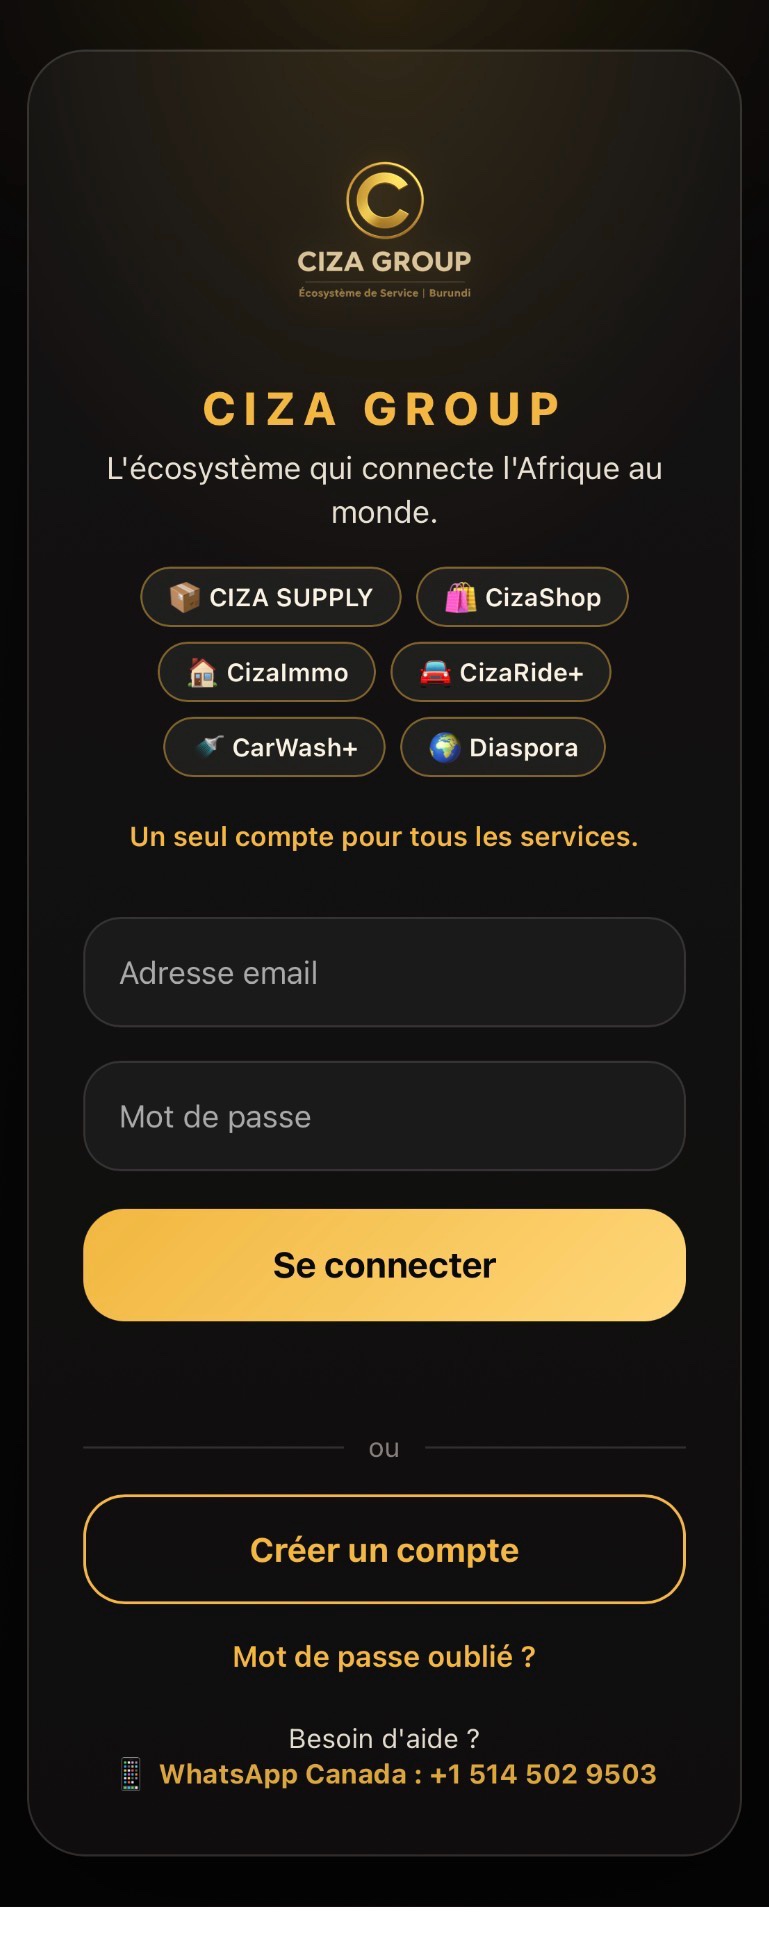 C
CIZA GROUP
Écosystème de Service | Burundi
CIZA GROUP
L'écosystème qui connecte l'Afrique au
monde.
📦 CIZA SUPPLY 🛍️ CizaShop
🏠 CizaImmo 🚘 CizaRide+
🚿 CarWash+ 🌍 Diaspora
Un seul compte pour tous les services.
Adresse email
Mot de passe
Se connecter
ou
Créer un compte
Mot de passe oublié ?
Besoin d'aide ?
📱 WhatsApp Canada : +1 514 502 9503